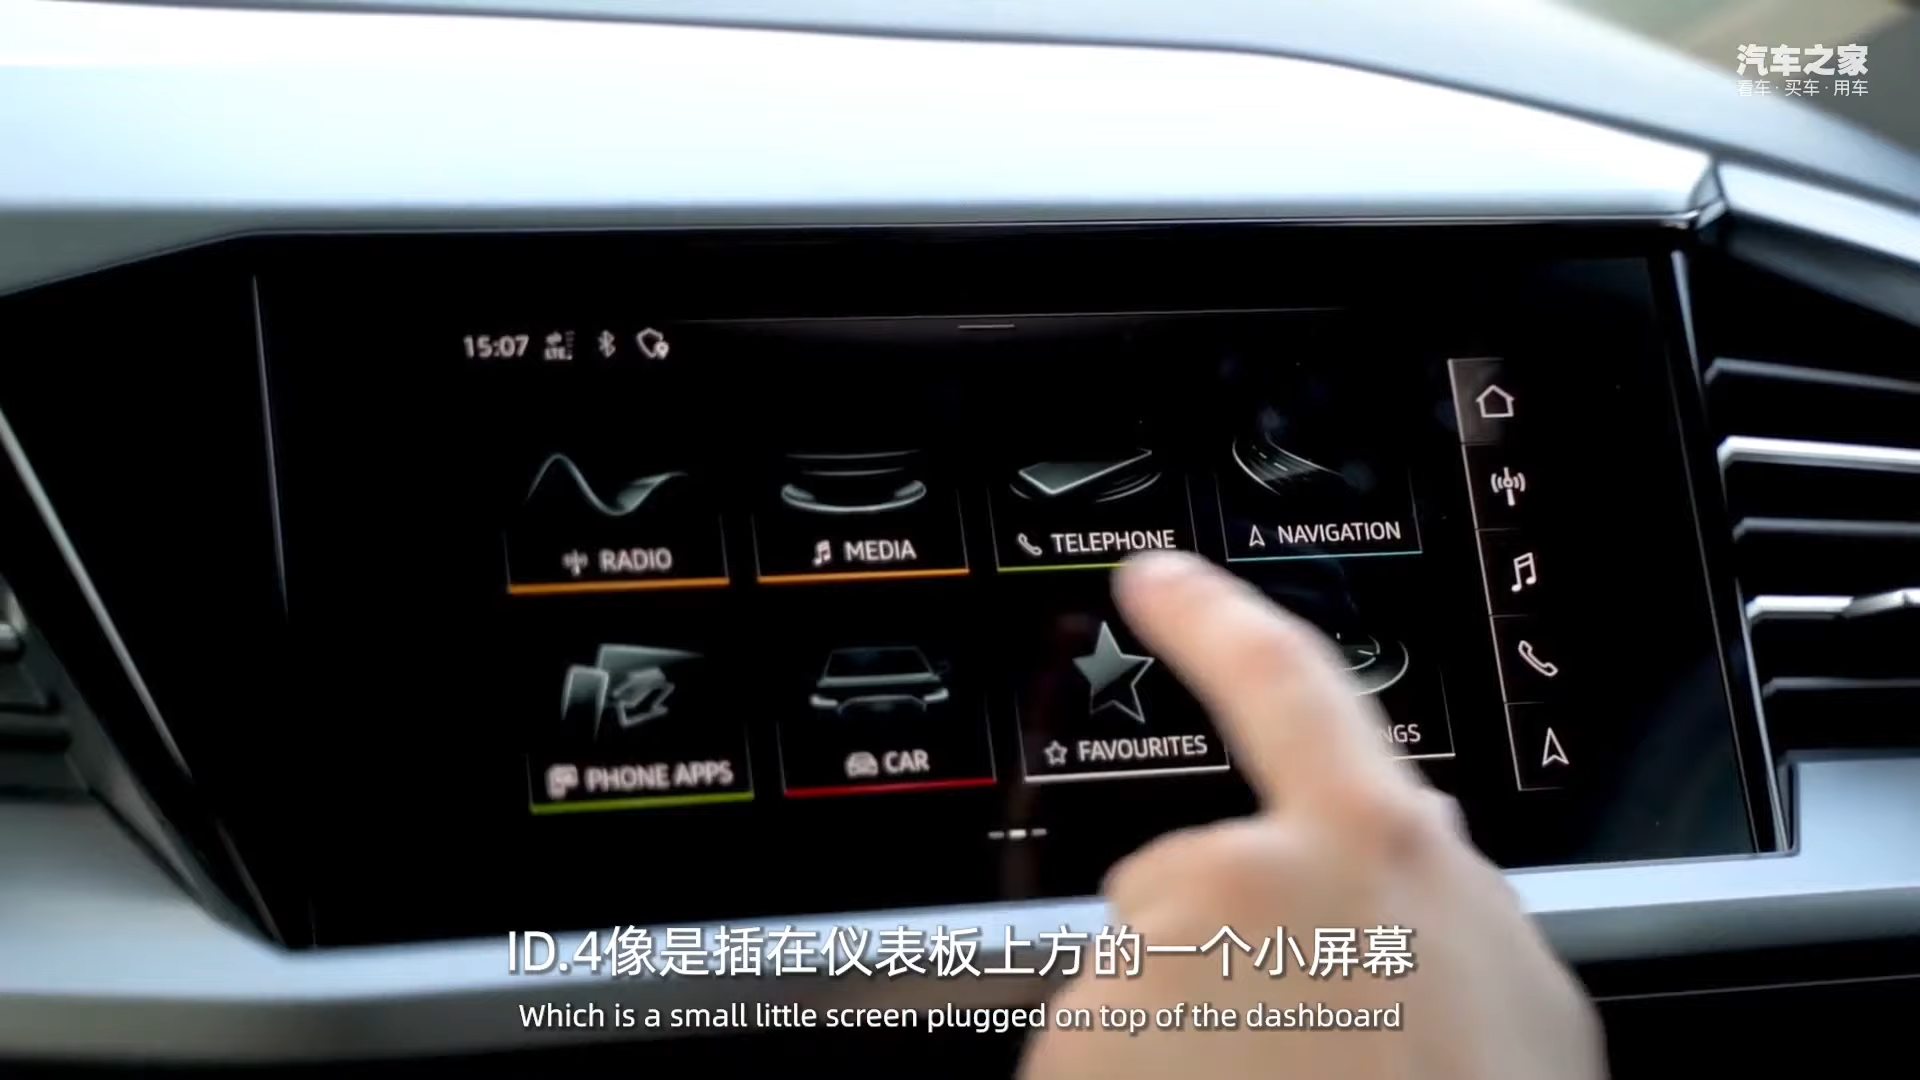 汽车之家
看车·买车·用车
15:07 LTE
RADIO
MEDIA
TELEPHONE
NAVIGATION
PHONE APPS
CAR
FAVOURITES
NGS
ID.4像是插在仪表板上方的一个小屏幕
Which is a small little screen plugged on top of the dashboard